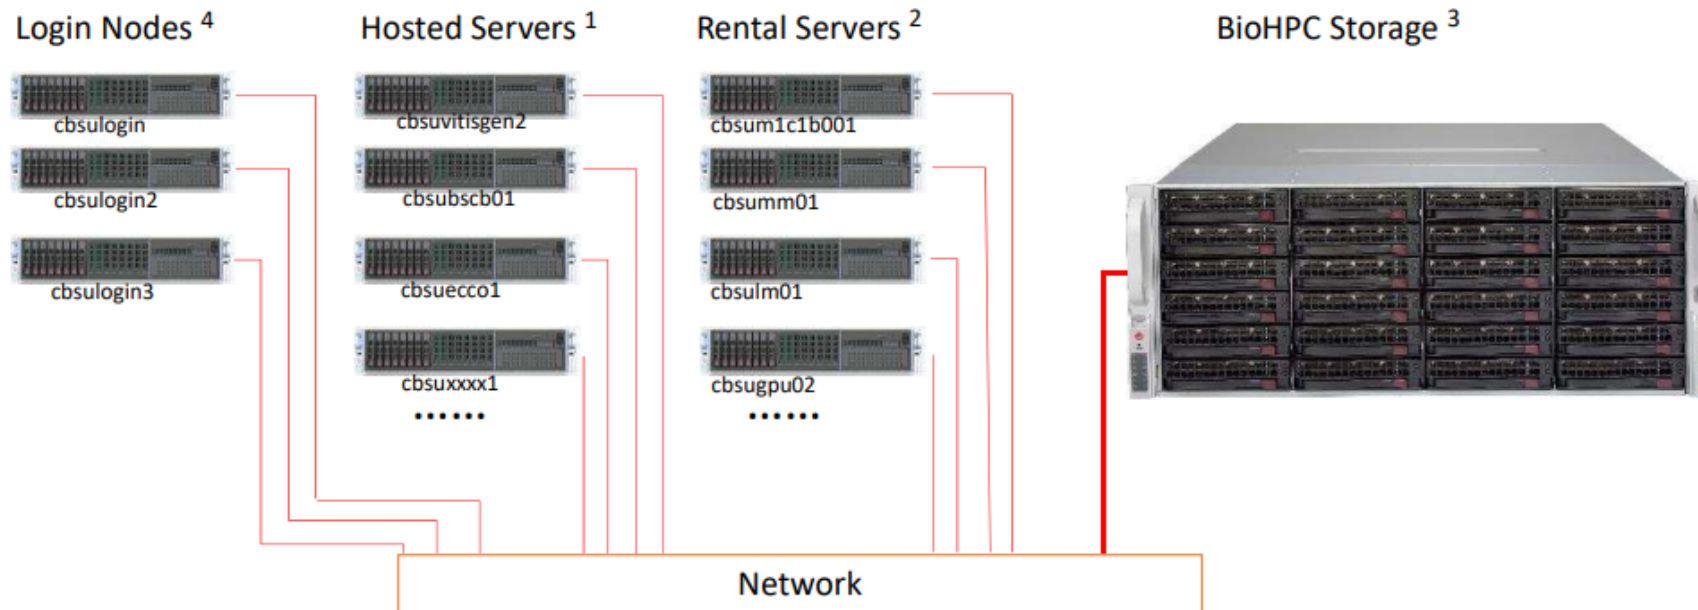 Login Nodes 4
Hosted Servers 1
Rental Servers 2
BioHPC Storage 3
cbsulogin
cbsuvitisgen2
cbsum1c1b001
cbsulogin2
cbsubscb01
cbsumm01
cbsulogin3
cbsuecco1
cbsulm01
cbsuxxxx1
cbsugpu02
......
......
Network